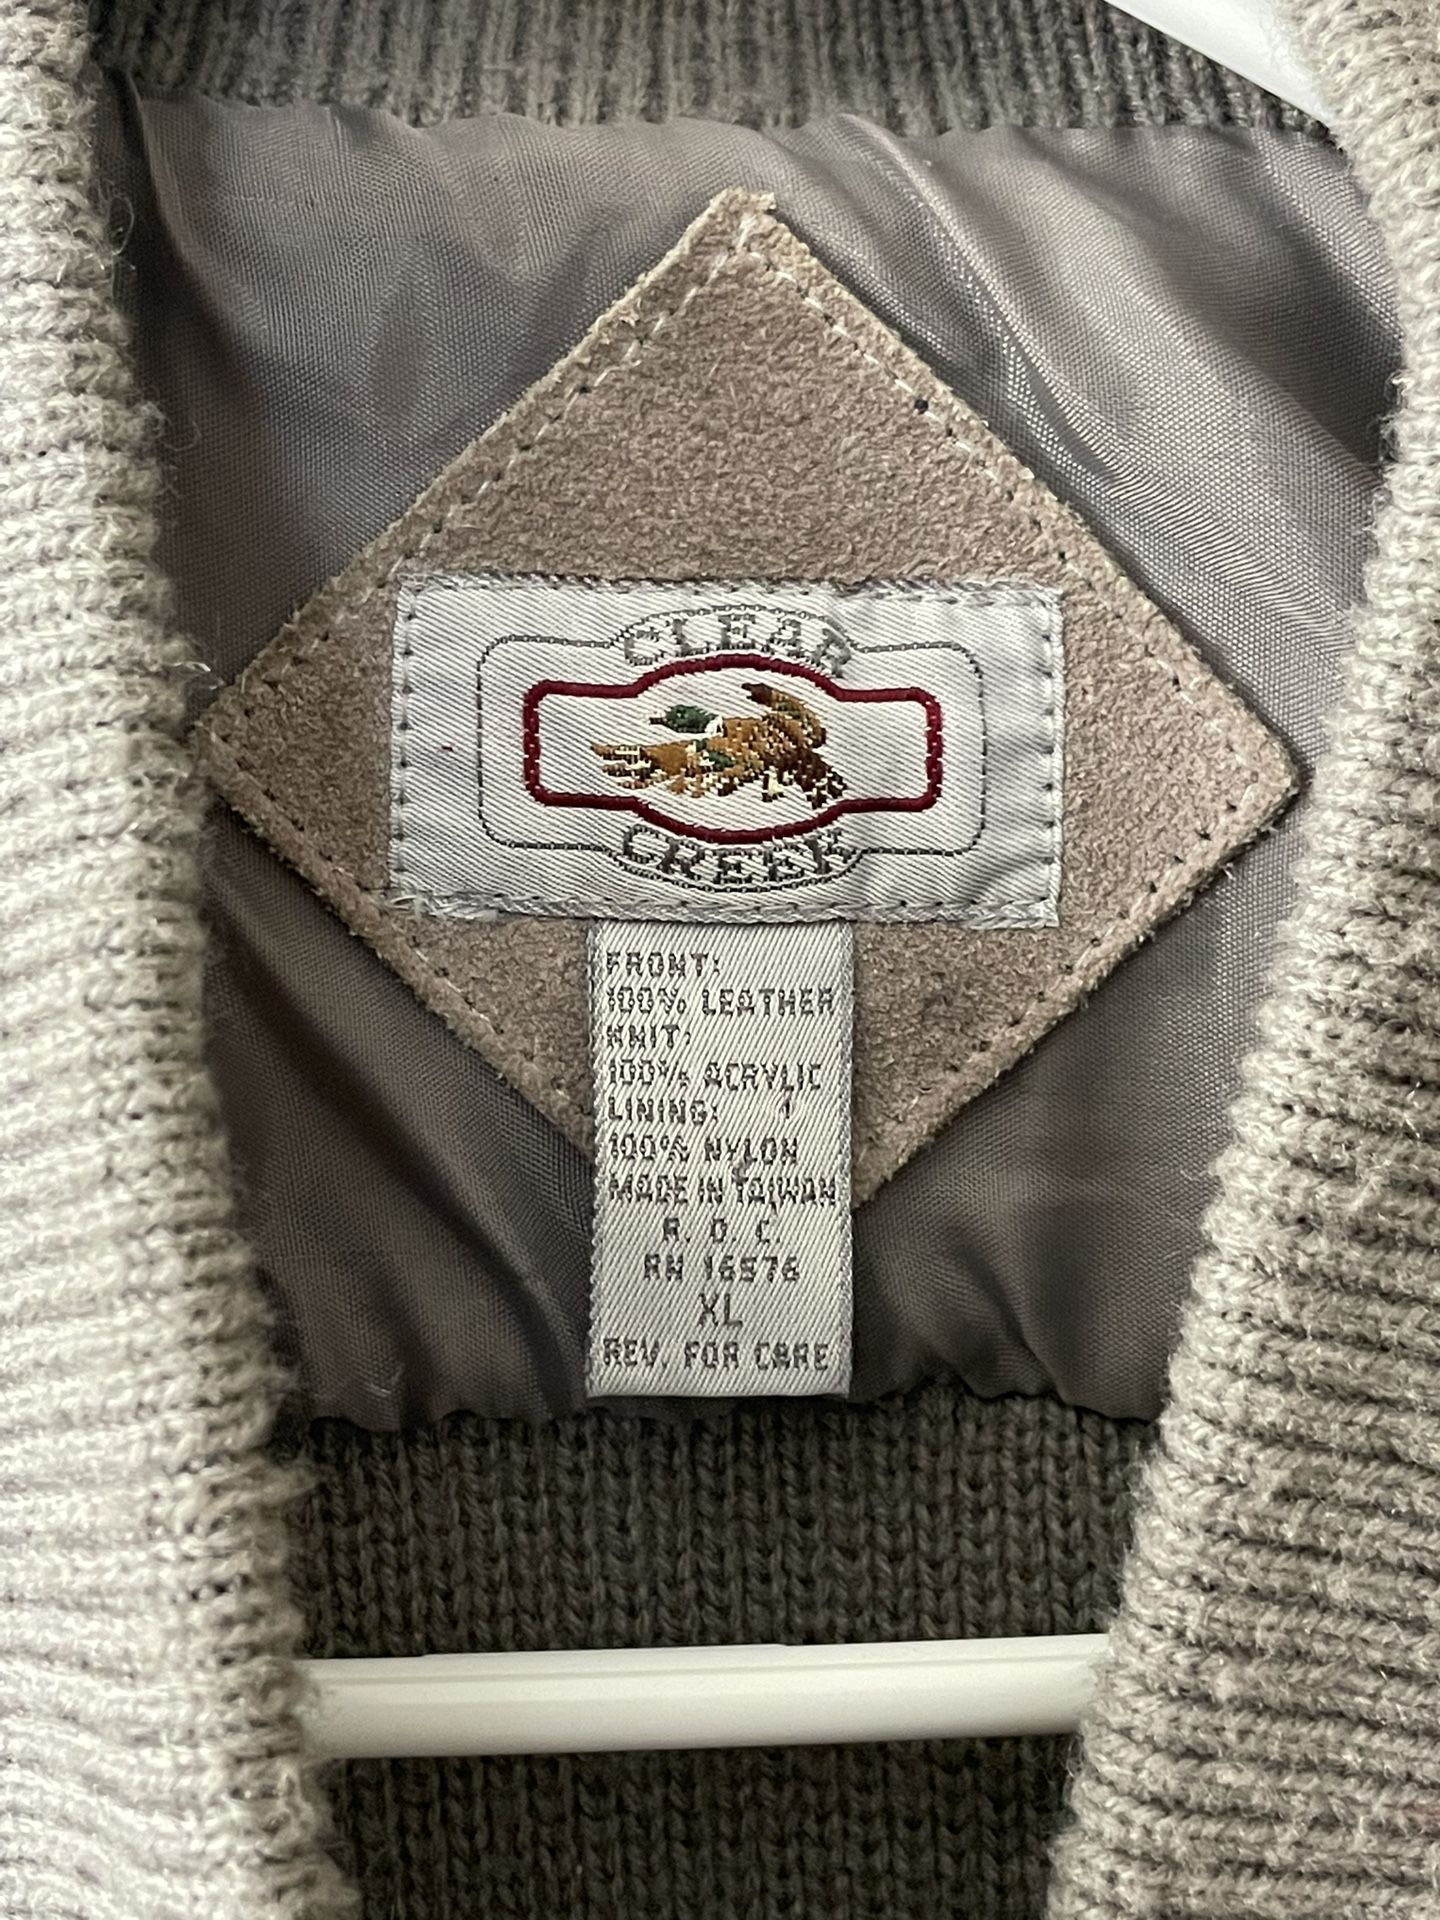 CLEAR
CREEK
FRONT:
100% LEATHER
KNIT:
100% ACRYLIC
LINING:
100% NYLON
MADE IN TAIWAN
R. O. C.
RN 16976
XL
REV. FOR CARE